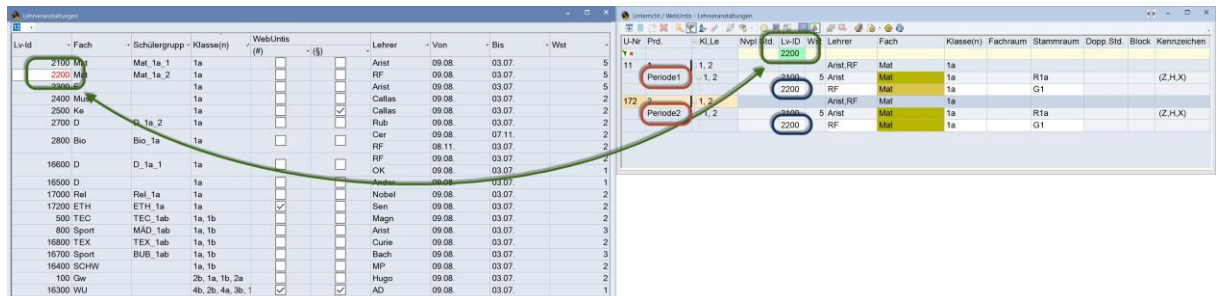 Lehrveranstaltungen
Lv-Id Fach Schülergrupp Klasse(n) WebUntis (#) (§) Lehrer Von Bis Wst
2100 Mat Mat_1a_1 1a Arist 09.08. 03.07. 5
2200 Mat Mat_1a_2 1a RF 09.08. 03.07. 5
2300 1a Arist 09.08. 03.07. 2
2400 Mus 1a Callas 09.08. 03.07. 2
2500 Ke 1a Callas 09.08. 03.07. 2
2700 D D_1a_2 1a Rub 09.08. 03.07. 2
2800 Bio Bio_1a 1a Cer 09.08. 07.11. 2
RF 08.11. 03.07. 2
16600 D D_1a_1 1a RF 09.08. 03.07. 2
OK 09.08. 03.07. 1
16500 D 1a Ander 09.08. 03.07. 1
17000 Rel Rel_1a 1a Nobel 09.08. 03.07. 2
17200 ETH ETH_1a 1a Sen 09.08. 03.07. 2
500 TEC TEC_1ab 1a, 1b Magn 09.08. 03.07. 2
800 Sport MÄD_1ab 1a, 1b Arist 09.08. 03.07. 3
16800 TEX TEX_1ab 1a, 1b Curie 09.08. 03.07. 2
16700 Sport BUB_1ab 1a, 1b Bach 09.08. 03.07. 3
16400 SCHW 1a, 1b MP 09.08. 03.07. 2
100 Gw 2b, 1a, 1b, 2a Hugo 09.08. 03.07. 2
16300 WU 4b, 2b, 4a, 3b, 1 AD 09.08. 03.07. 1
Unterricht / WebUntis - Lehrveranstaltungen
U-Nr Prd. Kl,Le Nvpl Std. Lv-ID Wst Lehrer Fach Klasse(n) Fachraum Stammraum Dopp.Std. Block Kennzeichen
2200
11 1 1, 2 Arist,RF Mat 1a
Periode1 1, 2 2100 5 Arist Mat 1a R1a (Z,H,X)
2200 RF Mat 1a G1
172 2 1, 2 Arist,RF Mat 1a
Periode2 1, 2 2100 5 Arist Mat 1a R1a (Z,H,X)
2200 RF Mat 1a G1